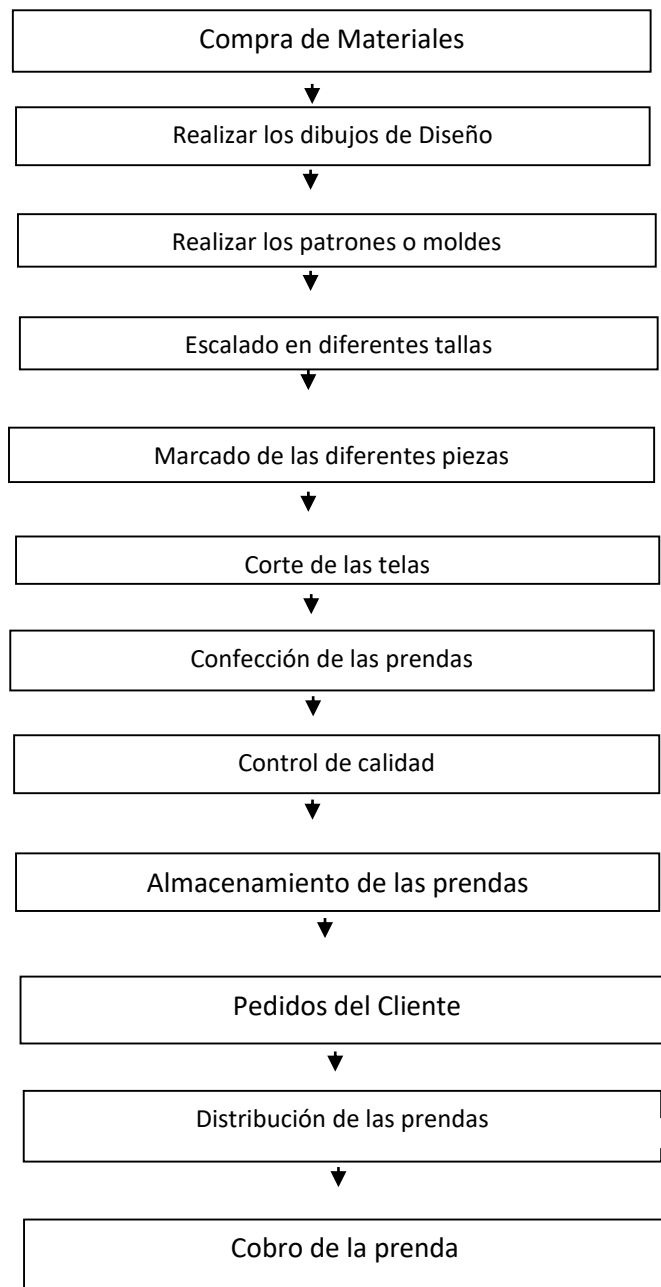 Compra de Materiales
Realizar los dibujos de Diseño
Realizar los patrones o moldes
Escalado en diferentes tallas
Marcado de las diferentes piezas
Corte de las telas
Confección de las prendas
Control de calidad
Almacenamiento de las prendas
Pedidos del Cliente
Distribución de las prendas
Cobro de la prenda